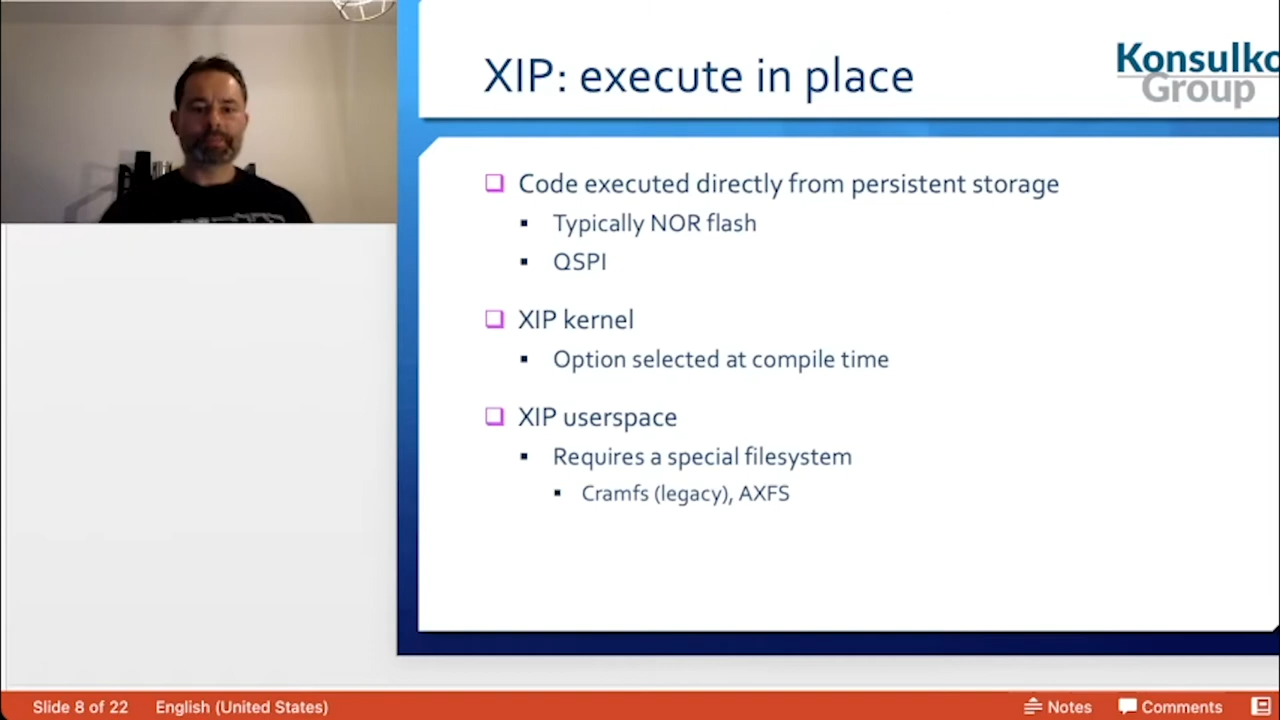 XIP: execute in place
Konsulko
Group
Code executed directly from persistent storage
Typically NOR flash
QSPI
XIP kernel
Option selected at compile time
XIP userspace
Requires a special filesystem
Cramfs (legacy), AXFS
Slide 8 of 22 English (United States) Notes Comments